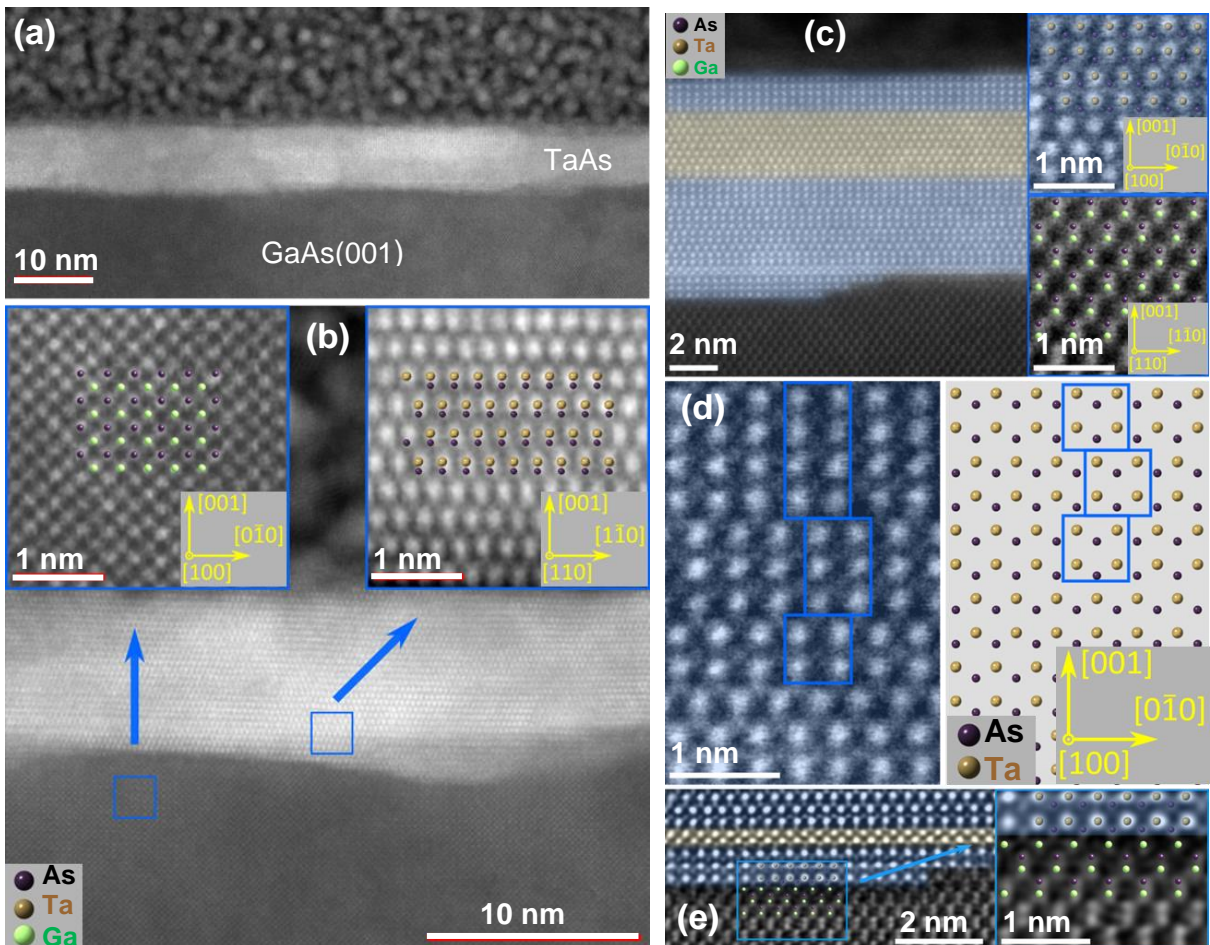 (a)
TaAs
GaAs(001)
10 nm
(b)
[001]
[01̄0]
[100]
1 nm
[001]
[11̄0]
[110]
1 nm
As
Ta
Ga
10 nm
As
Ta
Ga
(c)
2 nm
[001]
[01̄0]
[100]
1 nm
[001]
[11̄0]
[110]
1 nm
(d)
1 nm
[001]
[01̄0]
[100]
As
Ta
(e)
2 nm
1 nm